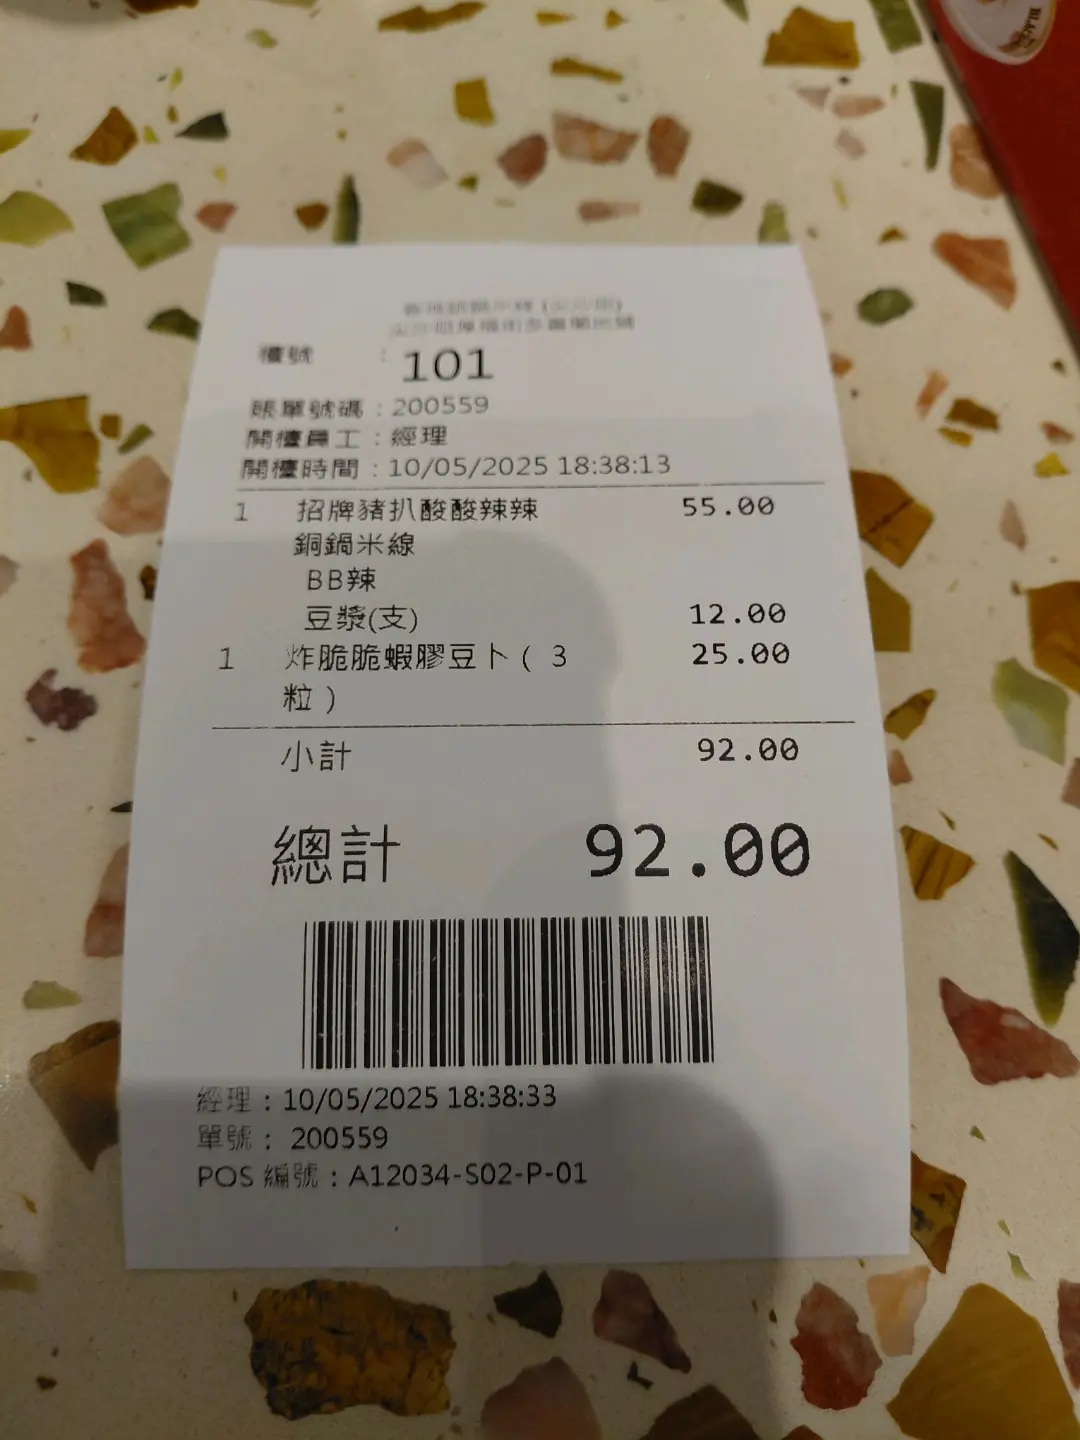 櫃號 : 101
賬單號碼 : 200559
開檯員工 : 經理
開檯時間 : 10/05/2025 18:38:13
1 招牌豬扒酸酸辣辣 55.00
銅鍋米線
BB辣
豆漿(支) 12.00
1 炸脆脆蝦膠豆卜 ( 3 25.00
粒 )
小計 92.00
總計 92.00
經理 : 10/05/2025 18:38:33
單號 : 200559
POS 編號 : A12034-S02-P-01